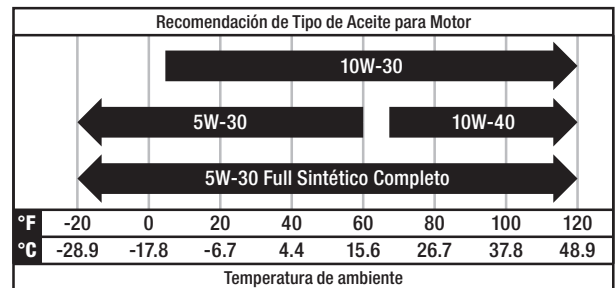 Recomendación de Tipo de Aceite para Motor
10W-30
5W-30 10W-40
5W-30 Full Sintético Completo
°F -20 0 20 40 60 80 100 120
°C -28.9 -17.8 -6.7 4.4 15.6 26.7 37.8 48.9
Temperatura de ambiente